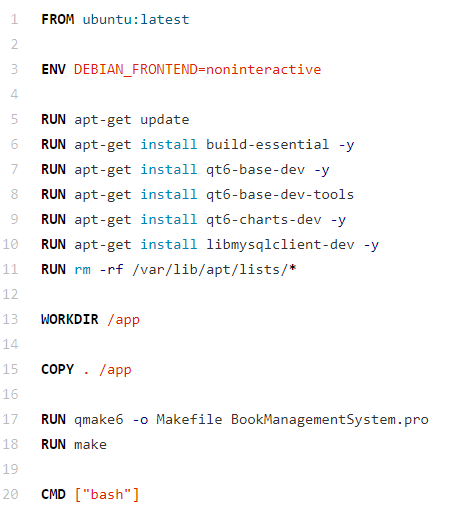 1 FROM ubuntu:latest
2
3 ENV DEBIAN_FRONTEND=noninteractive
4
5 RUN apt-get update
6 RUN apt-get install build-essential -y
7 RUN apt-get install qt6-base-dev -y
8 RUN apt-get install qt6-base-dev-tools
9 RUN apt-get install qt6-charts-dev -y
10 RUN apt-get install libmysqlclient-dev -y
11 RUN rm -rf /var/lib/apt/lists/*
12
13 WORKDIR /app
14
15 COPY . /app
16
17 RUN qmake6 -o Makefile BookManagementSystem.pro
18 RUN make
19
20 CMD ["bash"]